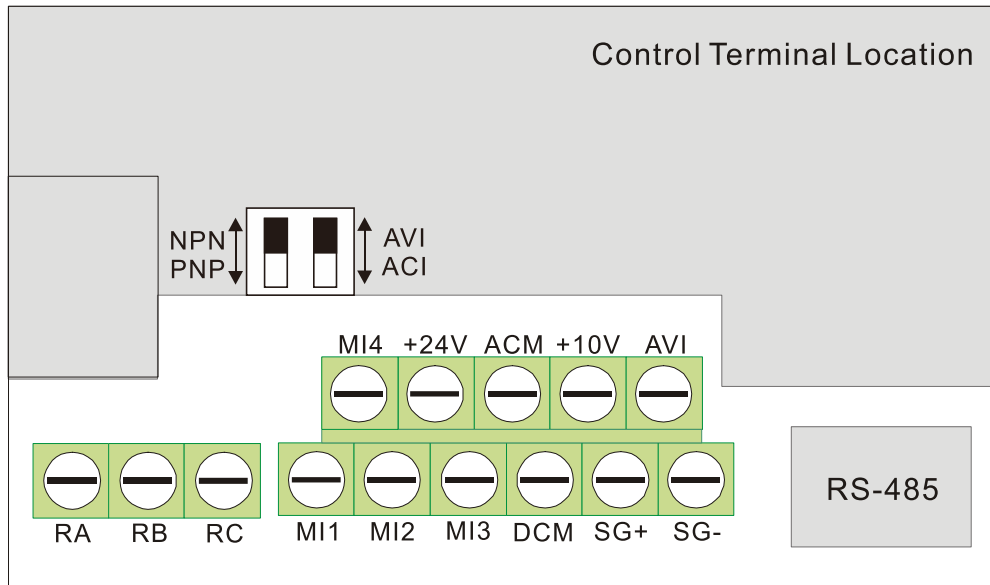 Control Terminal Location
NPN
PNP
AVI
ACI
MI4 +24V ACM +10V AVI
RA RB RC
MI1 MI2 MI3 DCM SG+ SG-
RS-485